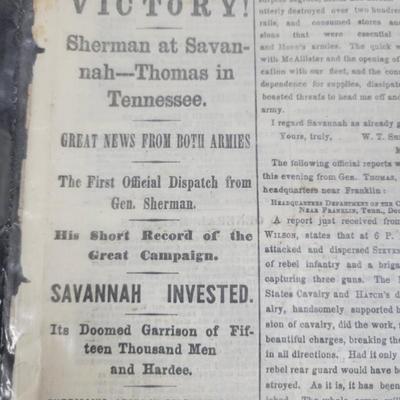 VICTORY!
Sherman at Savan-
nah—Thomas in
Tennessee.
GREAT NEWS FROM BOTH ARMIES
The First Official Dispatch from
Gen. Sherman.
His Short Record of the
Great Campaign.
SAVANNAH INVESTED.
Its Doomed Garrison of Fif-
teen Thousand Men
and Hardee.
utterly destroyed over two hundre
rails, and consumed stores and
sions that were essential
and HOOD'S armies. The quick w
with McAllister and the opening of
cation with our fleet, and the cons
dependence for supplies, dissipat
boasted threats to head me off and
army.
I regard Savannah as already g
Yours, truly, W. T. SH
The following official reports w
this evening from Gen. THOMAS,
headquarters near Franklin:
HEADQUARTERS DEPARTMENT OF THE C
NEAR FRANKLIN, Tenn., De
A report just received from
WILSON, states that at 6 P.
attacked and dispersed STEVEN
of rebel infantry and a briga
capturing three guns. The
States Cavalry and HATCH'S d
alry, handsomely supported b
sion of cavalry, did the work,
beautiful charges, breaking the
in all directions. Had it only
rebel rear guard would have b
stroyed. As it is, it has been